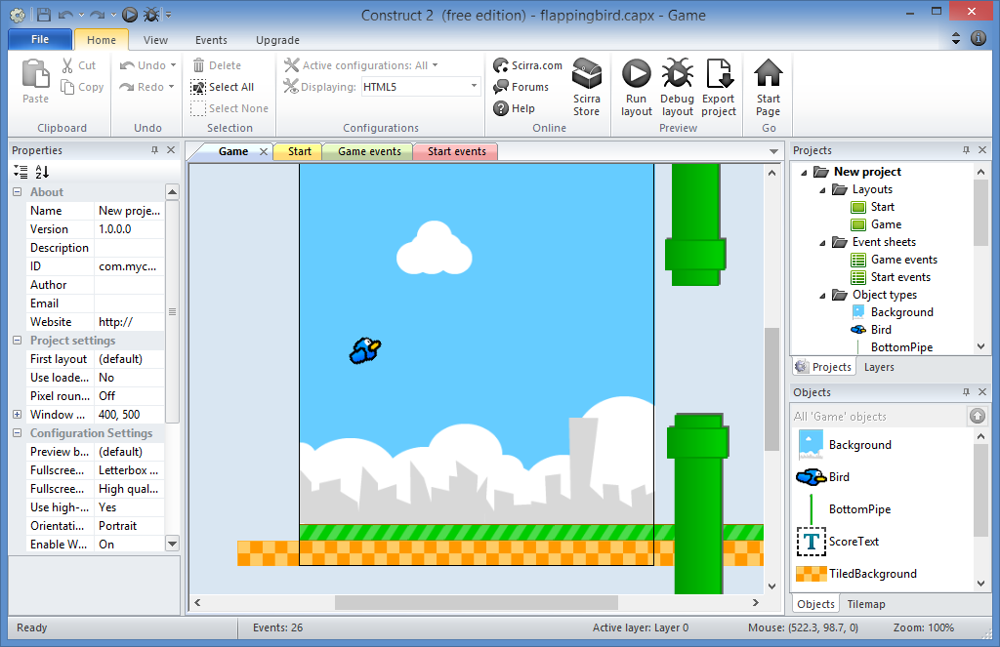 Construct 2  (free edition) - flappingbird.capx - Game
File Home View Events Upgrade
Paste
Cut
Copy
Clipboard
Undo
Redo
Undo
Delete
Select All
Select None
Selection
Active configurations: All
Displaying: HTML5
Configurations
Scirra.com
Forums
Help
Scirra Store
Online
Run layout
Debug layout
Export project
Preview
Start Page
Go
Properties
About
Name New proje...
Version 1.0.0.0
Description
ID com.myc...
Author
Email
Website http://
Project settings
First layout (default)
Use loade... No
Pixel roun... Off
Window ... 400, 500
Configuration Settings
Preview b... (default)
Fullscree... Letterbox ...
Fullscree... High qual...
Use high-... Yes
Orientati... Portrait
Enable W... On
Game Start Game events Start events
Projects
New project
Layouts
Start
Game
Event sheets
Game events
Start events
Object types
Background
Bird
BottomPipe
Projects Layers
Objects
All 'Game' objects
Background
Bird
BottomPipe
T ScoreText
TiledBackground
Objects Tilemap
Ready Events: 26 Active layer: Layer 0 Mouse: (522.3, 98.7, 0) Zoom: 100%